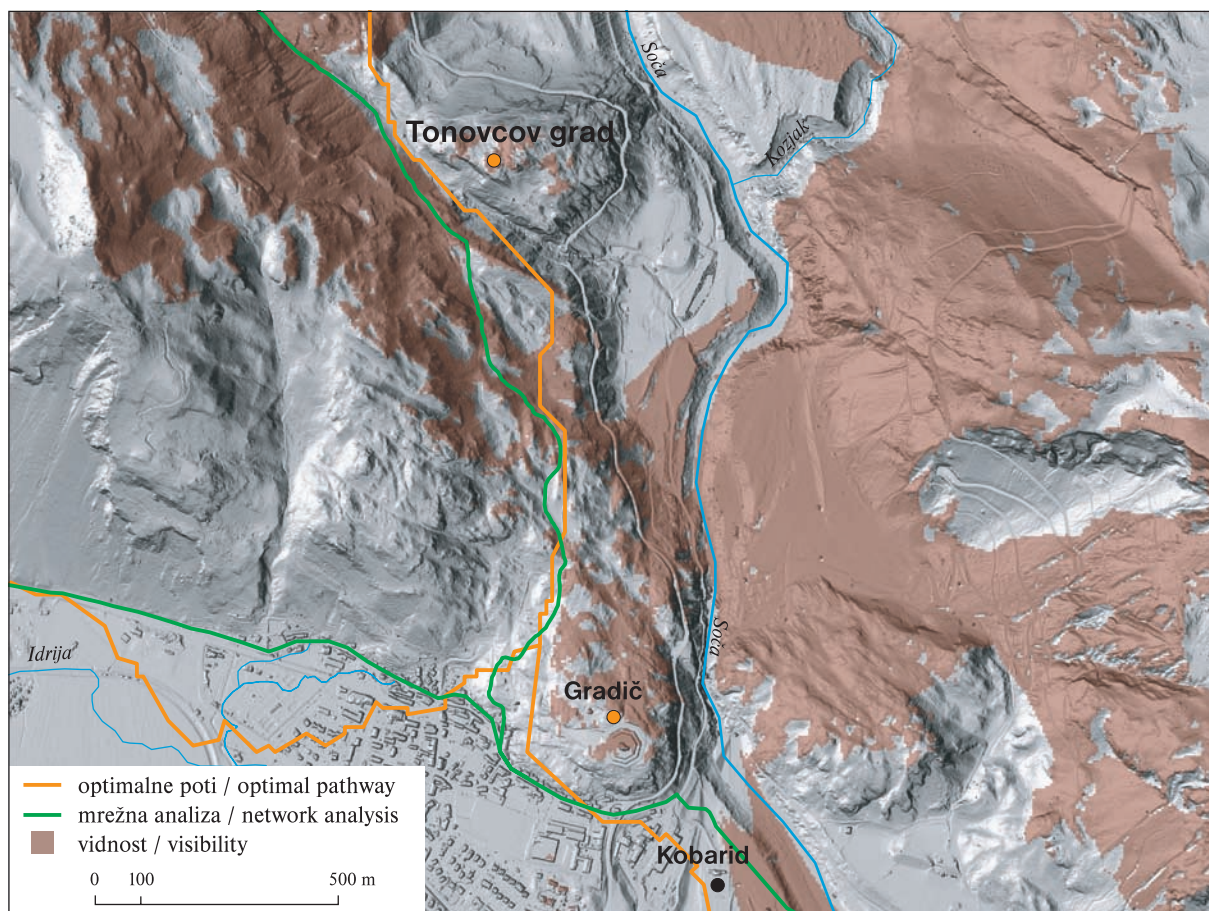 Soča
Kozjak
Tonovcov grad
Soča
Idrija
Gradič
optimalne poti / optimal pathway
mrežna analiza / network analysis
vidnost / visibility
0 100 500 m
Kobarid